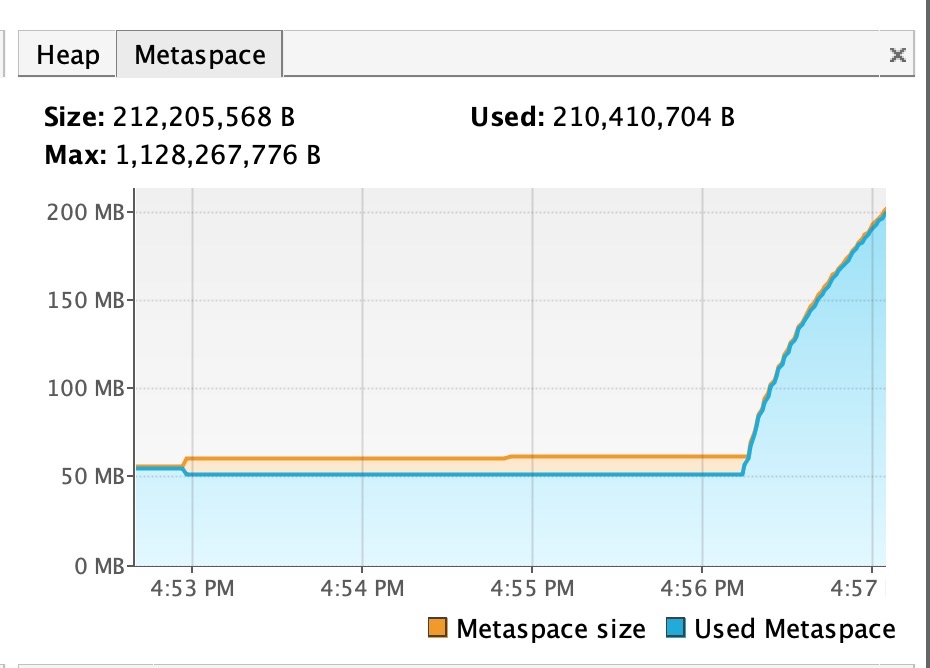 Heap Metaspace
Size: 212,205,568 B Used: 210,410,704 B
Max: 1,128,267,776 B
200 MB
150 MB
100 MB
50 MB
0 MB
4:53 PM 4:54 PM 4:55 PM 4:56 PM 4:57
Metaspace size Used Metaspace